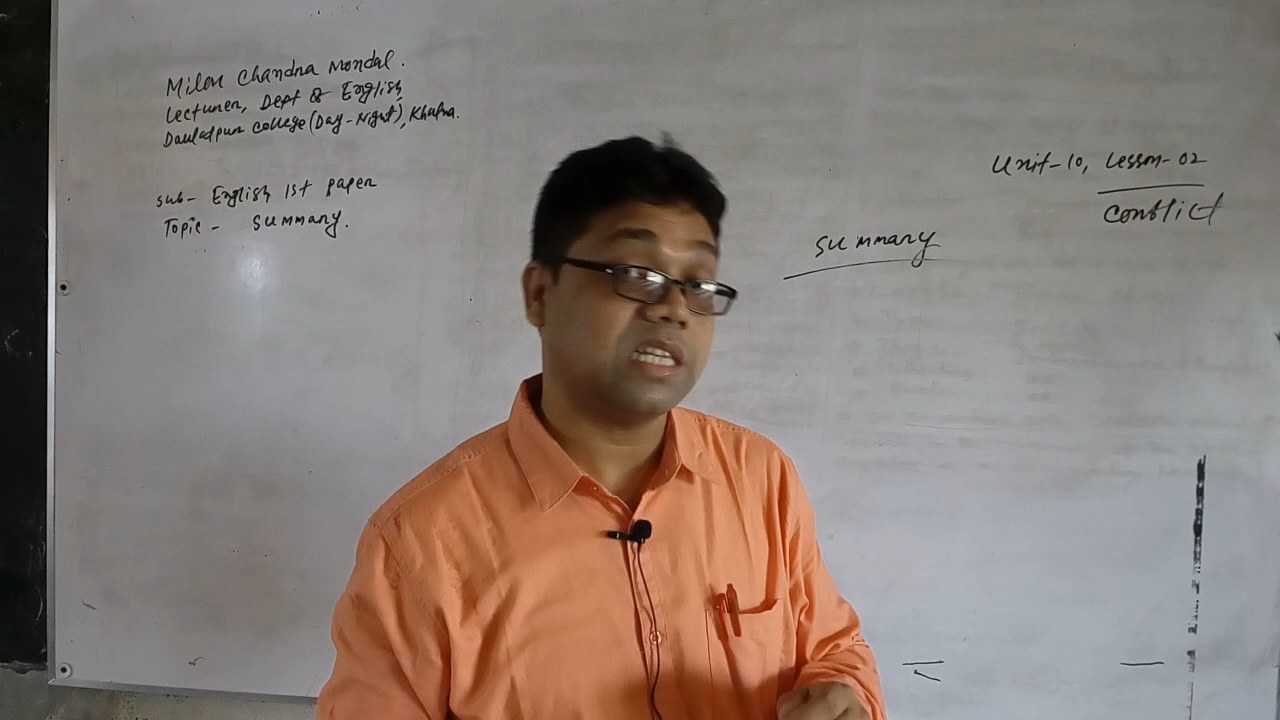 Milon Chandra Mondal.
Lecturer, Dept of English,
Daulatpur College (Day-Night), Khulna.
Sub- English 1st paper
Topic - Summary.
Unit-10, Lesson-02
Conflict
Summary